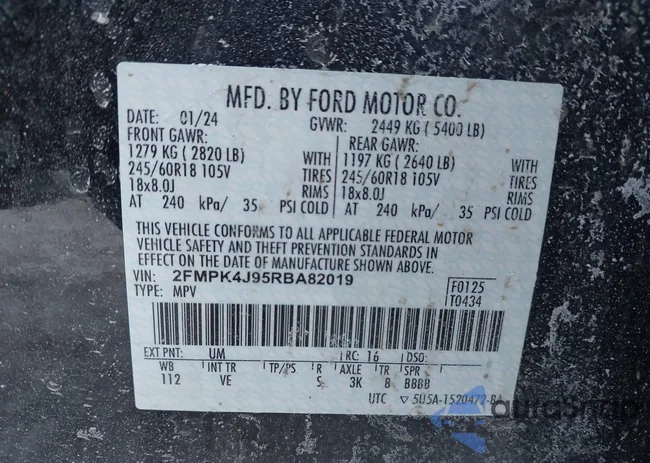 MFD. BY FORD MOTOR CO.
DATE: 01/24 GVWR: 2449 KG ( 5400 LB)
FRONT GAWR: REAR GAWR:
1279 KG ( 2820 LB) WITH 1197 KG ( 2640 LB) WITH
245/60R18 105V TIRES 245/60R18 105V TIRES
18x8.0J RIMS 18x8.0J RIMS
AT 240 kPa/ 35 PSI COLD AT 240 kPa/ 35 PSI COLD
THIS VEHICLE CONFORMS TO ALL APPLICABLE FEDERAL MOTOR
VEHICLE SAFETY AND THEFT PREVENTION STANDARDS IN
EFFECT ON THE DATE OF MANUFACTURE SHOWN ABOVE.
VIN: 2FMPK4J95RBA82019 F0125
TYPE: MPV T0434
EXT PNT: UM RC: 16 DSO:
WB INT TR TP/PS R AXLE TR SPR
112 VE S 3K 8 BBBB
UTC ▽ 5U5A-1520472-BA